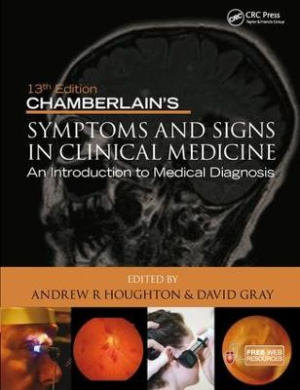 CRC Press
Taylor & Francis Group
13th Edition
CHAMBERLAIN'S
SYMPTOMS AND SIGNS
IN CLINICAL MEDICINE
An Introduction to Medical Diagnosis
EDITED BY
ANDREW R HOUGHTON & DAVID GRAY
FREE WEB
RESOURCES